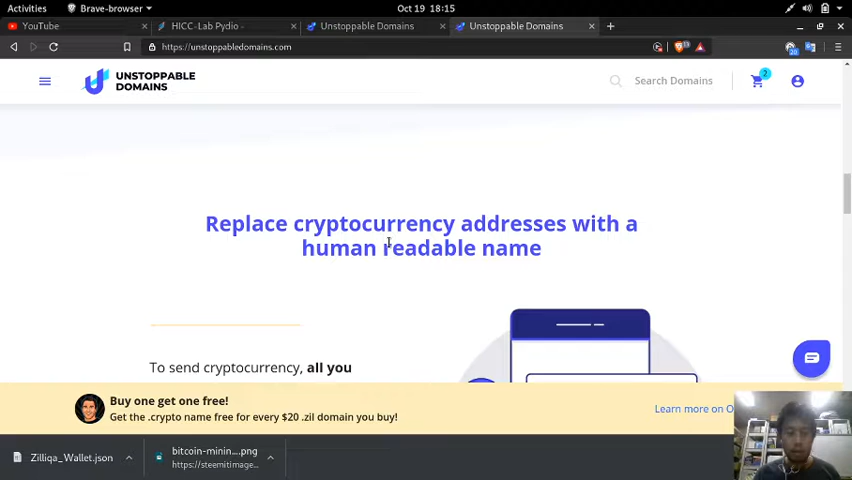 Activities
Brave-browser
Oct 19 18:15
YouTube
HICC-Lab Pydio -
Unstoppable Domains
Unstoppable Domains
https://unstoppabledomains.com
20
UNSTOPPABLE
DOMAINS
Search Domains
2
Replace cryptocurrency addresses with a
human readable name
To send cryptocurrency, all you
Buy one get one free!
Get the .crypto name free for every $20 .zil domain you buy!
Learn more on O
Zilliqa_Wallet.json
bitcoin-minin....png
https://steemitimage...